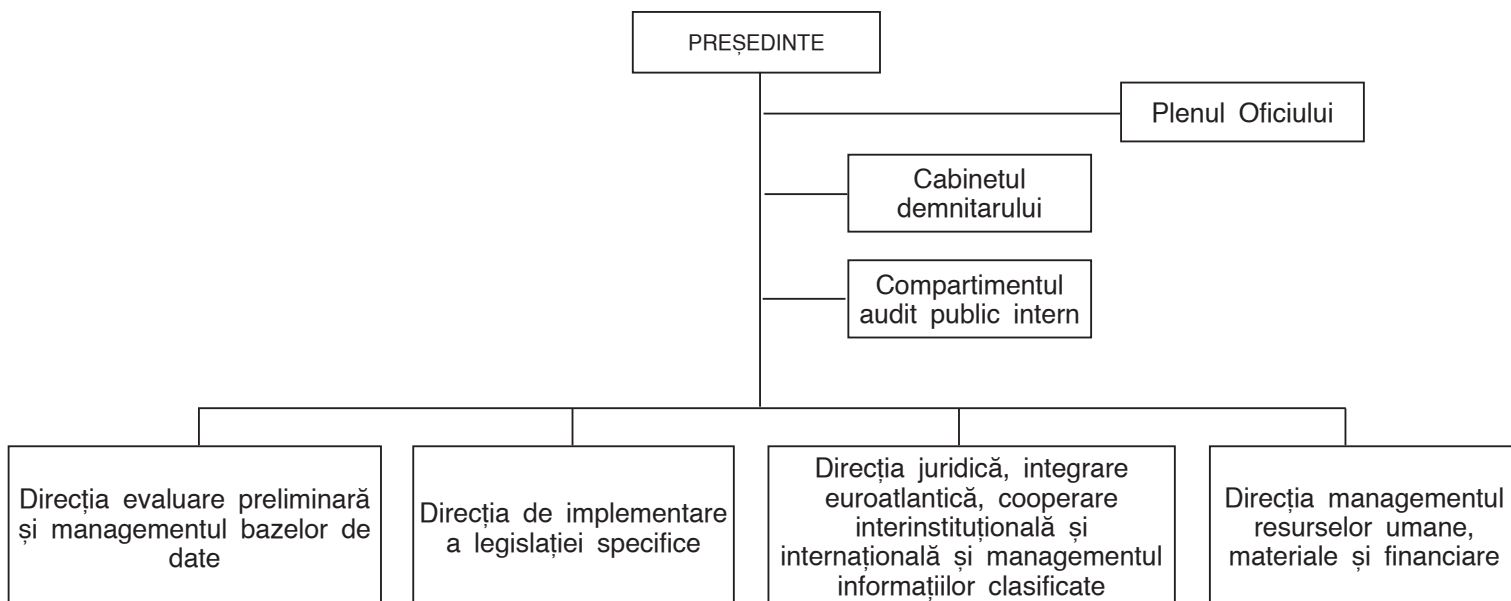 PREȘEDINTE
Plenul Oficiului
Cabinetul
demnitarului
Compartimentul
audit public intern
Direcția evaluare preliminară
și managementul bazelor de
date
Direcția de implementare
a legislației specifice
Direcția juridică, integrare
euroatlantică, cooperare
interinstituțională și
internațională și managementul
informațiilor clasificate
Direcția managementul
resurselor umane,
materiale și financiare